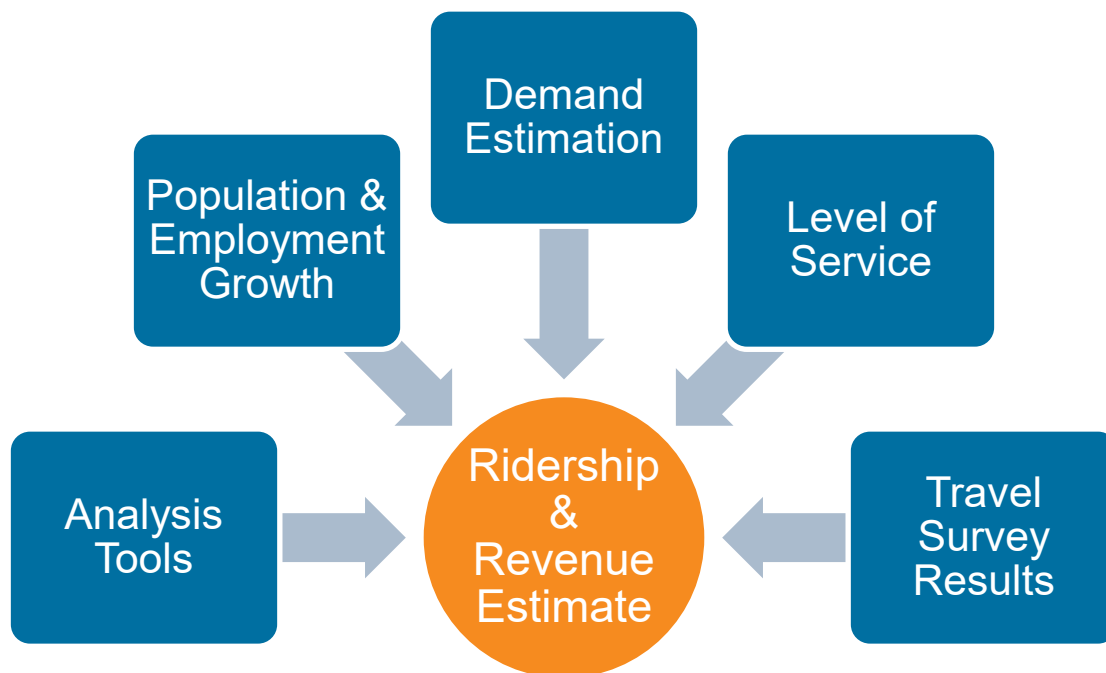 Demand
Estimation
Population &
Employment
Growth
Level of
Service
Analysis
Tools
Ridership
&
Revenue
Estimate
Travel
Survey
Results